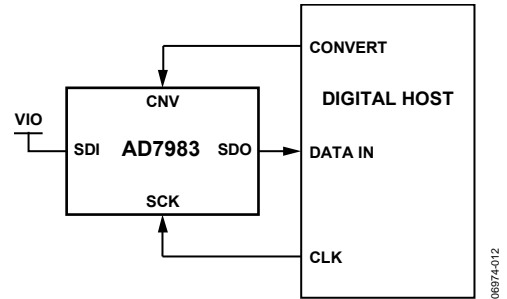 CONVERT
CNV
DIGITAL HOST
VIO
SDI AD7983 SDO
DATA IN
SCK
CLK
06974-012